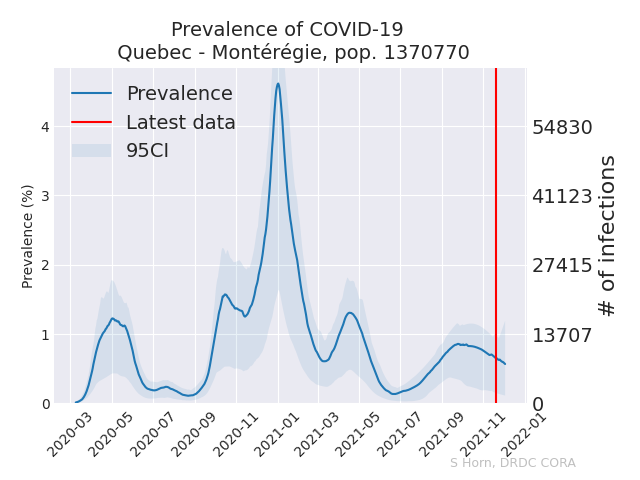 Prevalence of COVID-19
Quebec - Montérégie, pop. 1370770
Prevalence
Latest data
95CI
Prevalence (%)
4
3
2
1
0
54830
41123
27415
13707
0
# of infections
2020-03
2020-05
2020-07
2020-09
2020-11
2021-01
2021-03
2021-05
2021-07
2021-09
2021-11
2022-01
S Horn, DRDC CORA